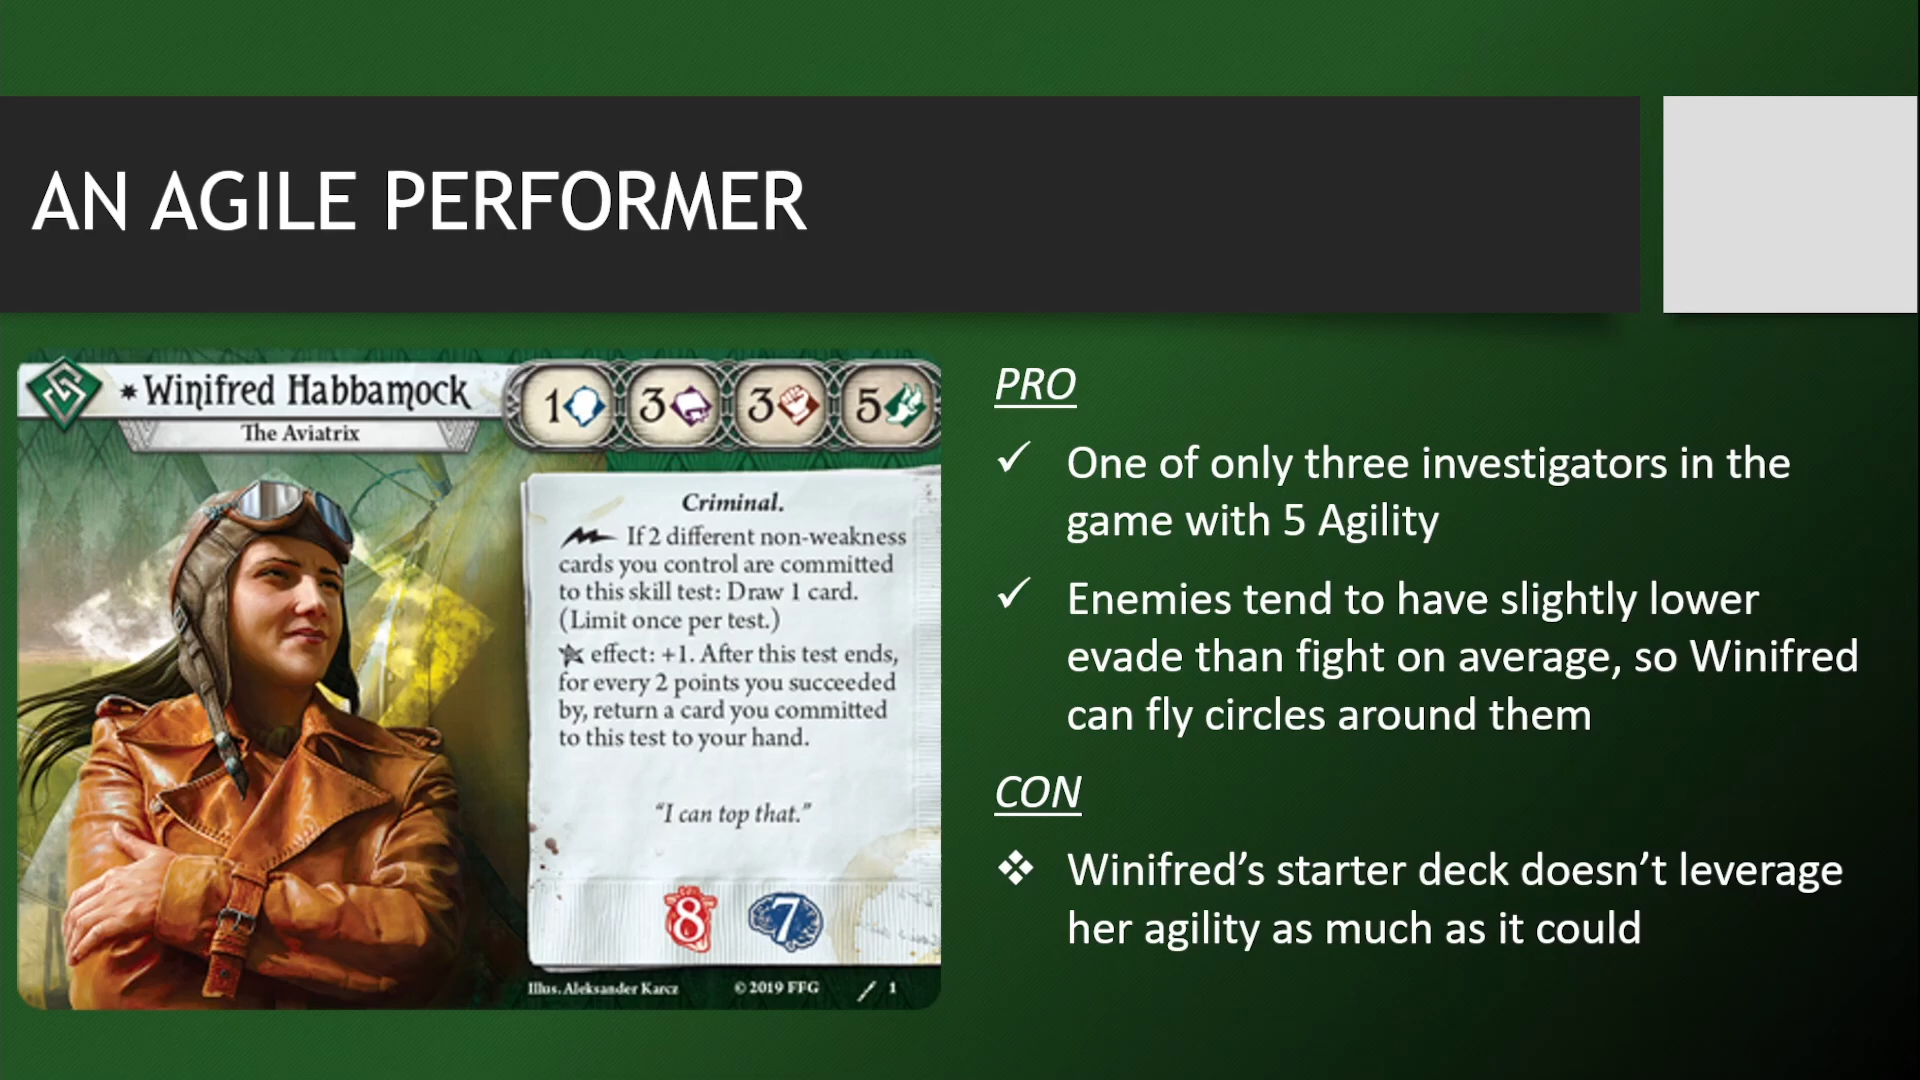 AN AGILE PERFORMER
Winifred Habbamock
The Aviatrix
1 3 3 5
Criminal.
If 2 different non-weakness
cards you control are committed
to this skill test: Draw 1 card.
(Limit once per test.)
effect: +1. After this test ends,
for every 2 points you succeeded
by, return a card you committed
to this test to your hand.
"I can top that."
8 7
Illus. Aleksander Karcz © 2019 FFG 1
PRO
✓ One of only three investigators in the
game with 5 Agility
✓ Enemies tend to have slightly lower
evade than fight on average, so Winifred
can fly circles around them
CON
❖ Winifred’s starter deck doesn’t leverage
her agility as much as it could